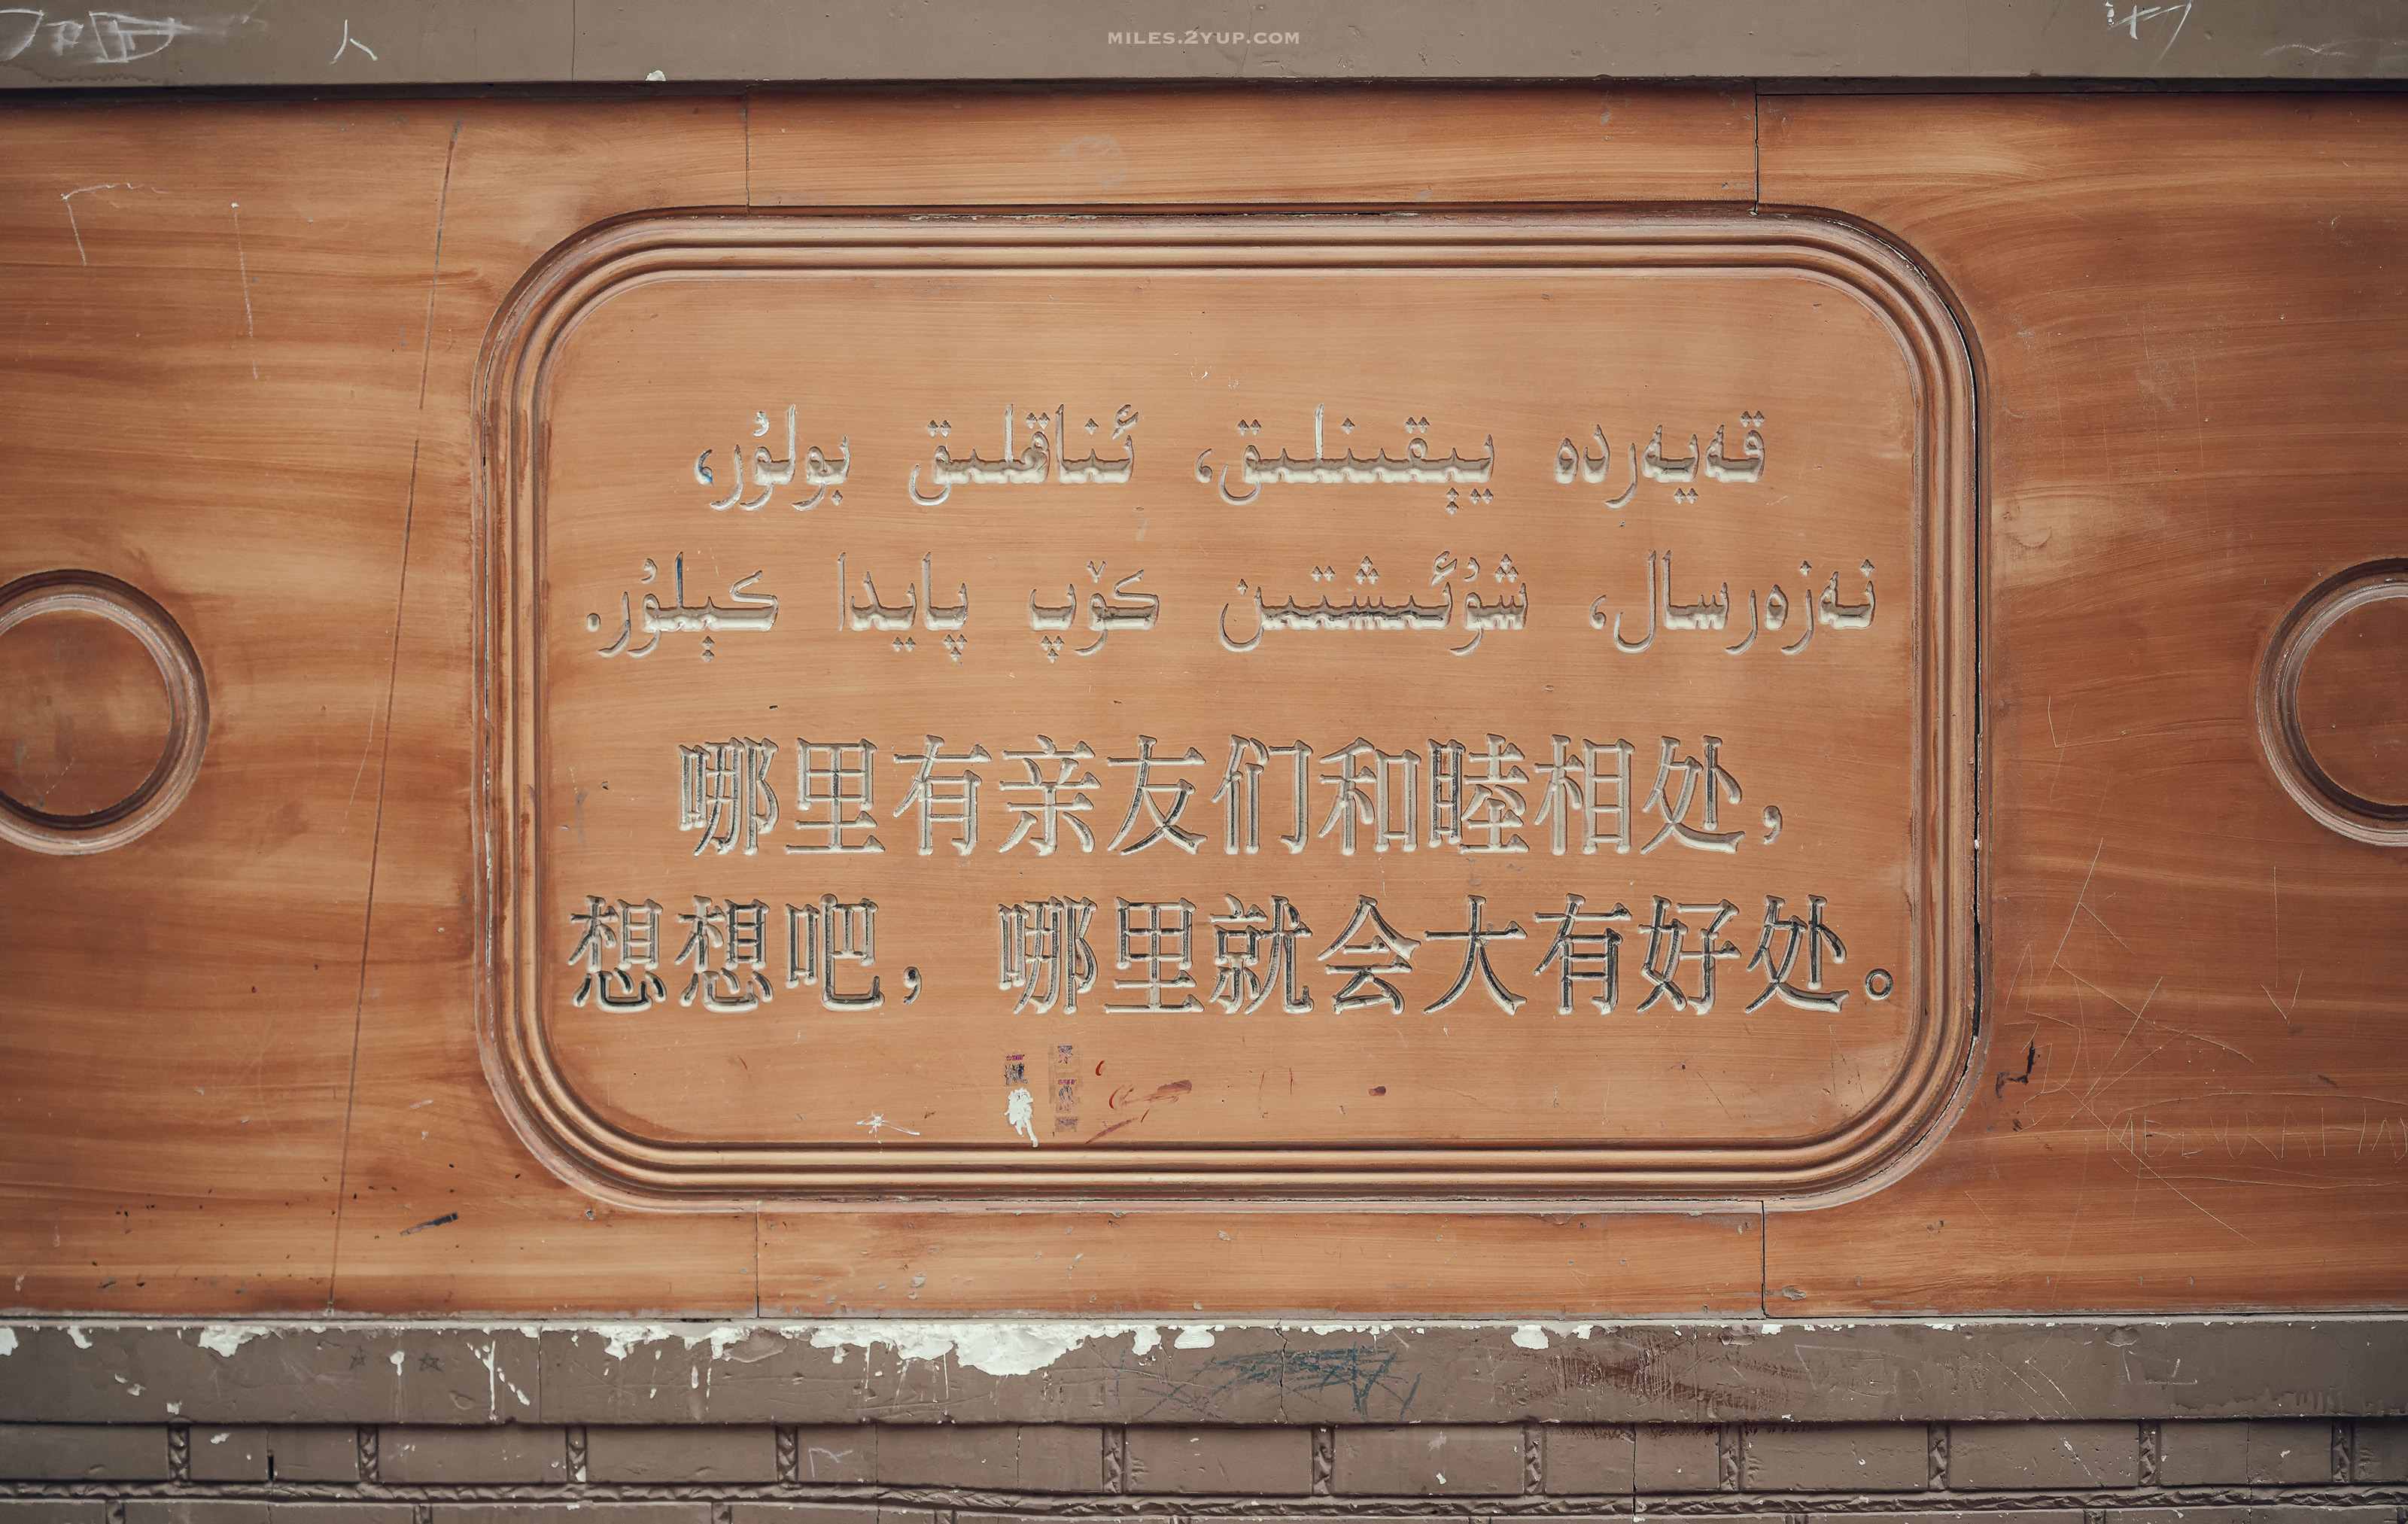 MILES.2YUP.COM
قەيەردە يېقىنلىق، ئىناقلىق بولۇر،
نەزەرسال، شۇئىشتىن كۆپ پايدا كېلۇر.
哪里有亲友们和睦相处，
想想吧，哪里就会大有好处。